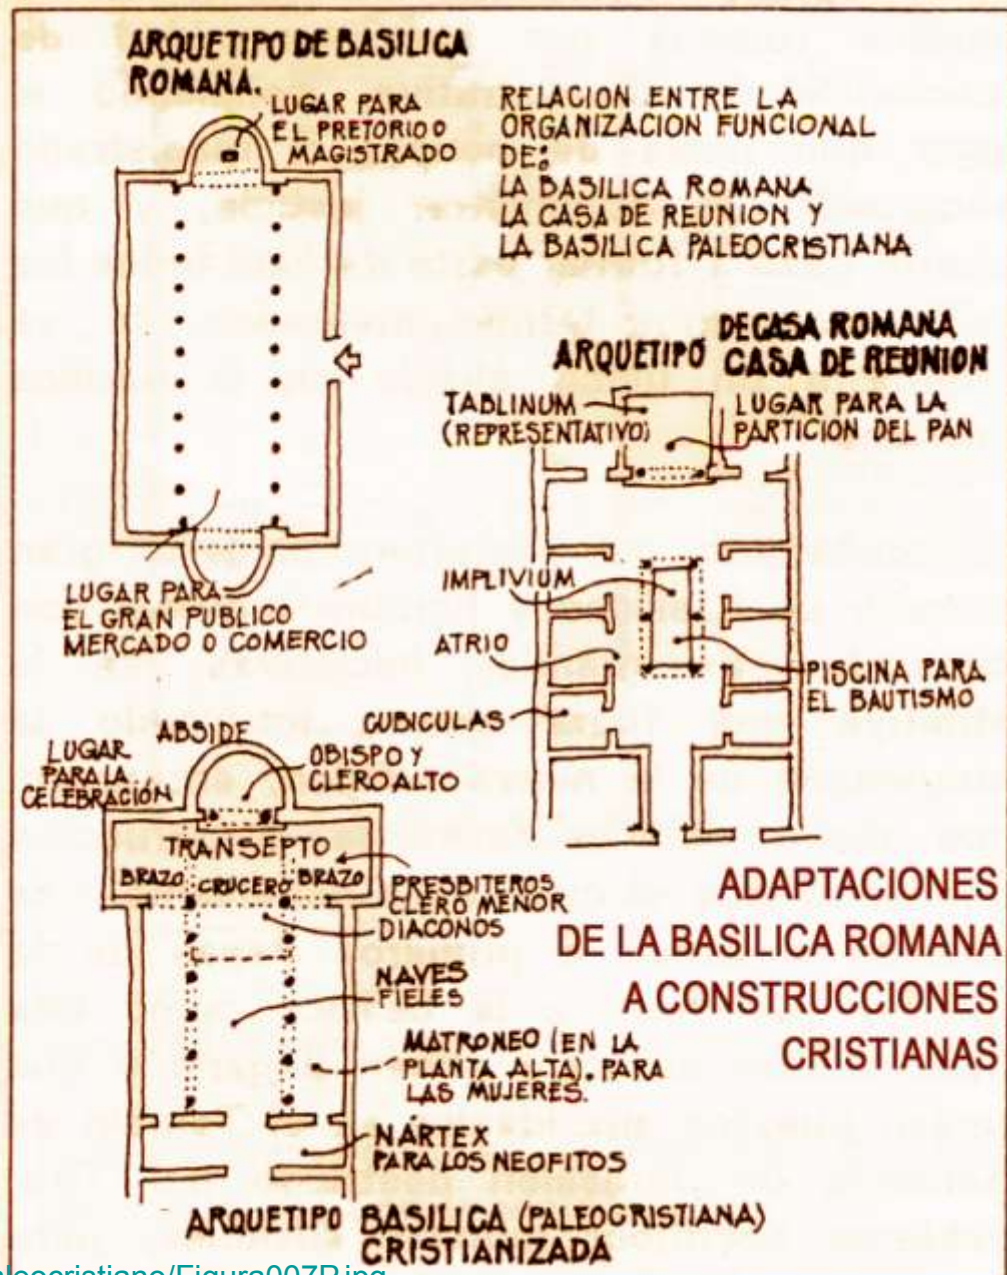 ARQUETIPO DE BASILICA
ROMANA.
LUGAR PARA
EL PRETORIO O
MAGISTRADO
RELACION ENTRE LA
ORGANIZACION FUNCIONAL
DE:
LA BASILICA ROMANA
LA CASA DE REUNION Y
LA BASILICA PALEOCRISTIANA
LUGAR PARA
EL GRAN PUBLICO
MERCADO O COMERCIO
ARQUETIPO DE CASA ROMANA
CASA DE REUNION
TABLINUM
(REPRESENTATIVO)
LUGAR PARA LA
PARTICION DEL PAN
IMPLIVIUM
ATRIO
PISCINA PARA
EL BAUTISMO
CUBICULAS
ABSIDE
LUGAR
PARA LA
CELEBRACIÓN
OBISPO Y
CLERO ALTO
TRANSEPTO
BRAZO CRUCERO BRAZO
PRESBITEROS
CLERO MENOR
DIACONOS
NAVES
FIELES
MATRONEO (EN LA
PLANTA ALTA). PARA
LAS MUJERES.
NARTEX
PARA LOS NEOFITOS
ARQUETIPO BASILICA (PALEOCRISTIANA)
CRISTIANIZADA
ADAPTACIONES
DE LA BASILICA ROMANA
A CONSTRUCCIONES
CRISTIANAS